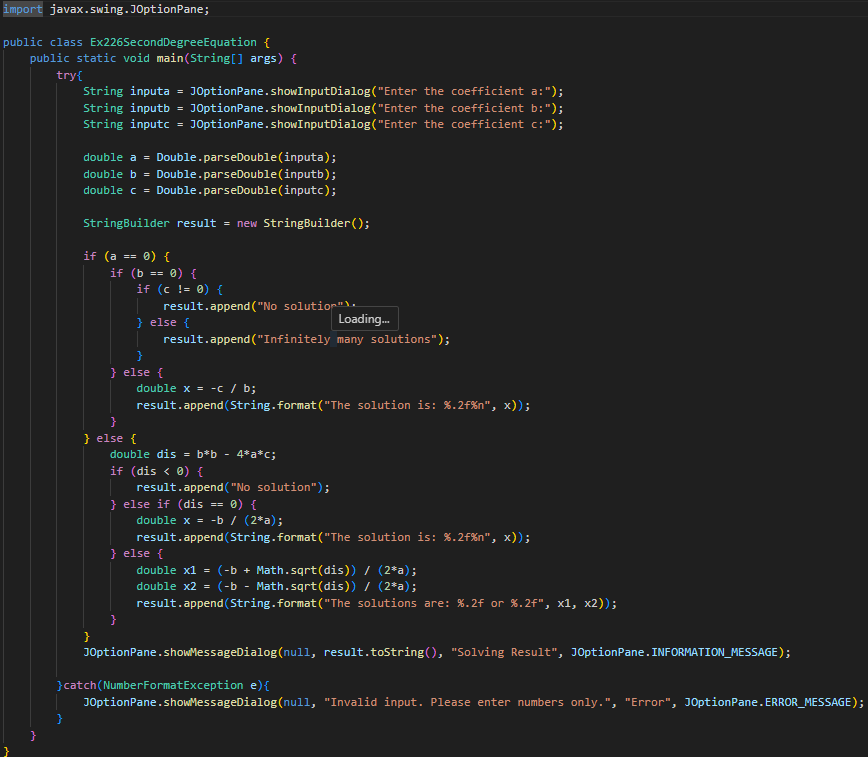 import javax.swing.JOptionPane;
public class Ex226SecondDegreeEquation {
public static void main(String[] args) {
try{
String inputa = JOptionPane.showInputDialog("Enter the coefficient a:");
String inputb = JOptionPane.showInputDialog("Enter the coefficient b:");
String inputc = JOptionPane.showInputDialog("Enter the coefficient c:");
double a = Double.parseDouble(inputa);
double b = Double.parseDouble(inputb);
double c = Double.parseDouble(inputc);
StringBuilder result = new StringBuilder();
if (a == 0) {
if (b == 0) {
if (c != 0) {
result.append("No solution");
Loading...
} else {
result.append("Infinitely many solutions");
}
} else {
double x = -c / b;
result.append(String.format("The solution is: %.2f%n", x));
}
} else {
double dis = b*b - 4*a*c;
if (dis < 0) {
result.append("No solution");
} else if (dis == 0) {
double x = -b / (2*a);
result.append(String.format("The solution is: %.2f%n", x));
} else {
double x1 = (-b + Math.sqrt(dis)) / (2*a);
double x2 = (-b - Math.sqrt(dis)) / (2*a);
result.append(String.format("The solutions are: %.2f or %.2f", x1, x2));
}
}
JOptionPane.showMessageDialog(null, result.toString(), "Solving Result", JOptionPane.INFORMATION_MESSAGE);
}catch(NumberFormatException e){
JOptionPane.showMessageDialog(null, "Invalid input. Please enter numbers only.", "Error", JOptionPane.ERROR_MESSAGE);
}
}
}